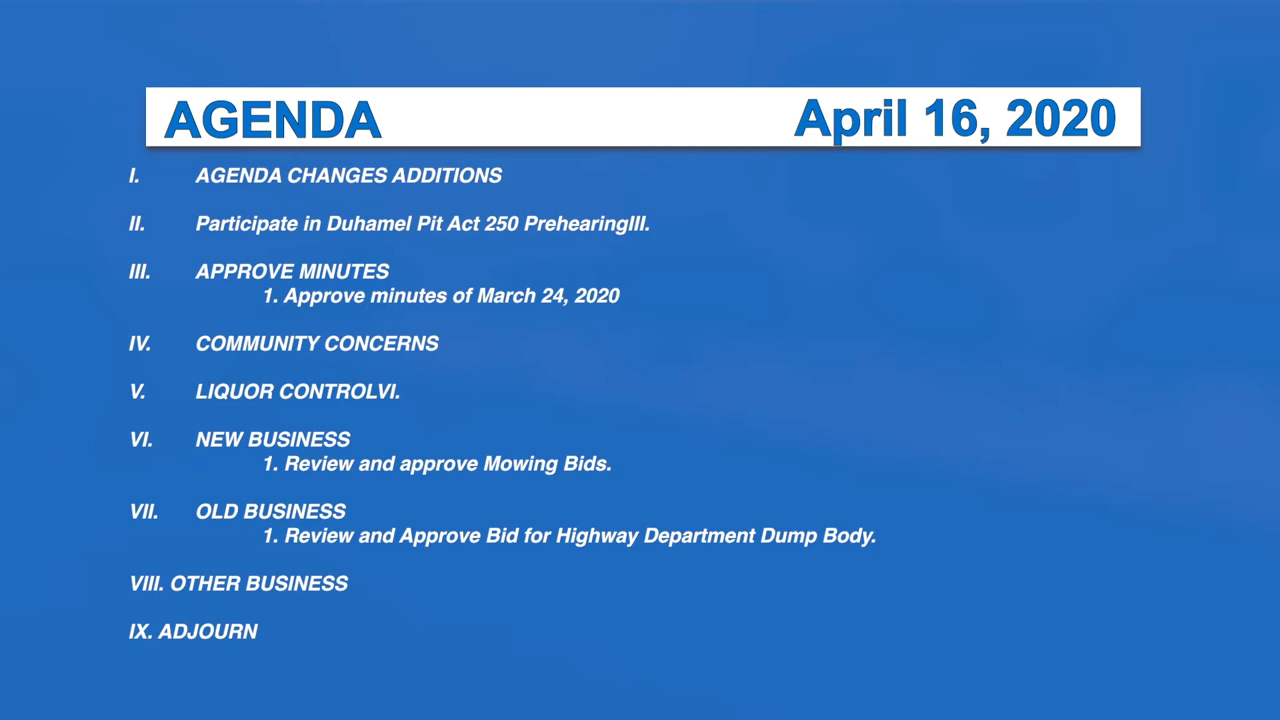 AGENDA April 16, 2020
I. AGENDA CHANGES ADDITIONS
II. Participate in Duhamel Pit Act 250 PrehearingIII.
III. APPROVE MINUTES
1. Approve minutes of March 24, 2020
IV. COMMUNITY CONCERNS
V. LIQUOR CONTROLVI.
VI. NEW BUSINESS
1. Review and approve Mowing Bids.
VII. OLD BUSINESS
1. Review and Approve Bid for Highway Department Dump Body.
VIII. OTHER BUSINESS
IX. ADJOURN